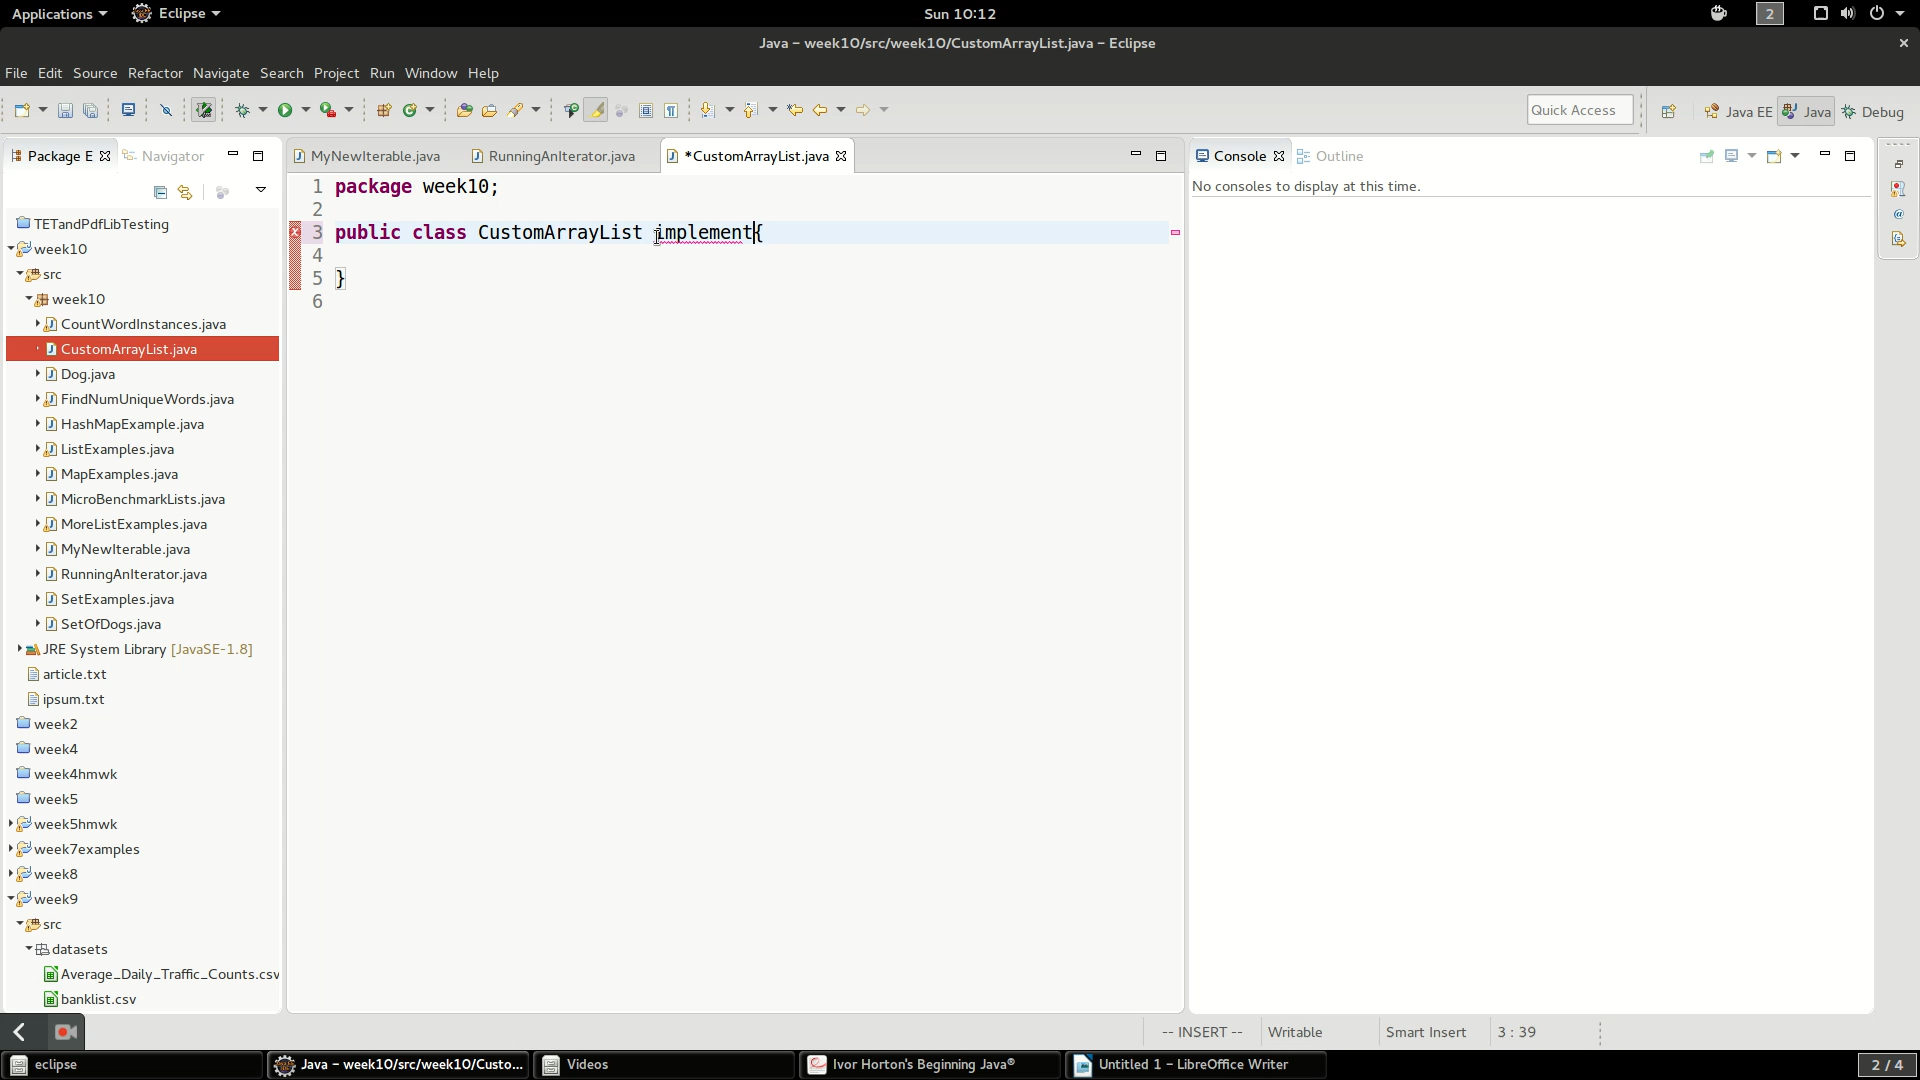 Applications Eclipse Sun 10:12 2
Java – week10/src/week10/CustomArrayList.java – Eclipse
File Edit Source Refactor Navigate Search Project Run Window Help
Quick Access Java EE Java Debug
Package E Navigator
MyNewIterable.java RunningAnIterator.java *CustomArrayList.java
Console Outline
No consoles to display at this time.
1 package week10;
2
3 public class CustomArrayList implement{
4
5 }
6
TETandPdfLibTesting
week10
src
week10
CountWordInstances.java
CustomArrayList.java
Dog.java
FindNumUniqueWords.java
HashMapExample.java
ListExamples.java
MapExamples.java
MicroBenchmarkLists.java
MoreListExamples.java
MyNewIterable.java
RunningAnIterator.java
SetExamples.java
SetOfDogs.java
JRE System Library [JavaSE-1.8]
article.txt
ipsum.txt
week2
week4
week4hmwk
week5
week5hmwk
week7examples
week8
week9
src
datasets
Average_Daily_Traffic_Counts.csv
banklist.csv
-- INSERT -- Writable Smart Insert 3 : 39
eclipse Java – week10/src/week10/Custo... Videos Ivor Horton's Beginning Java® Untitled 1 – LibreOffice Writer 2 / 4